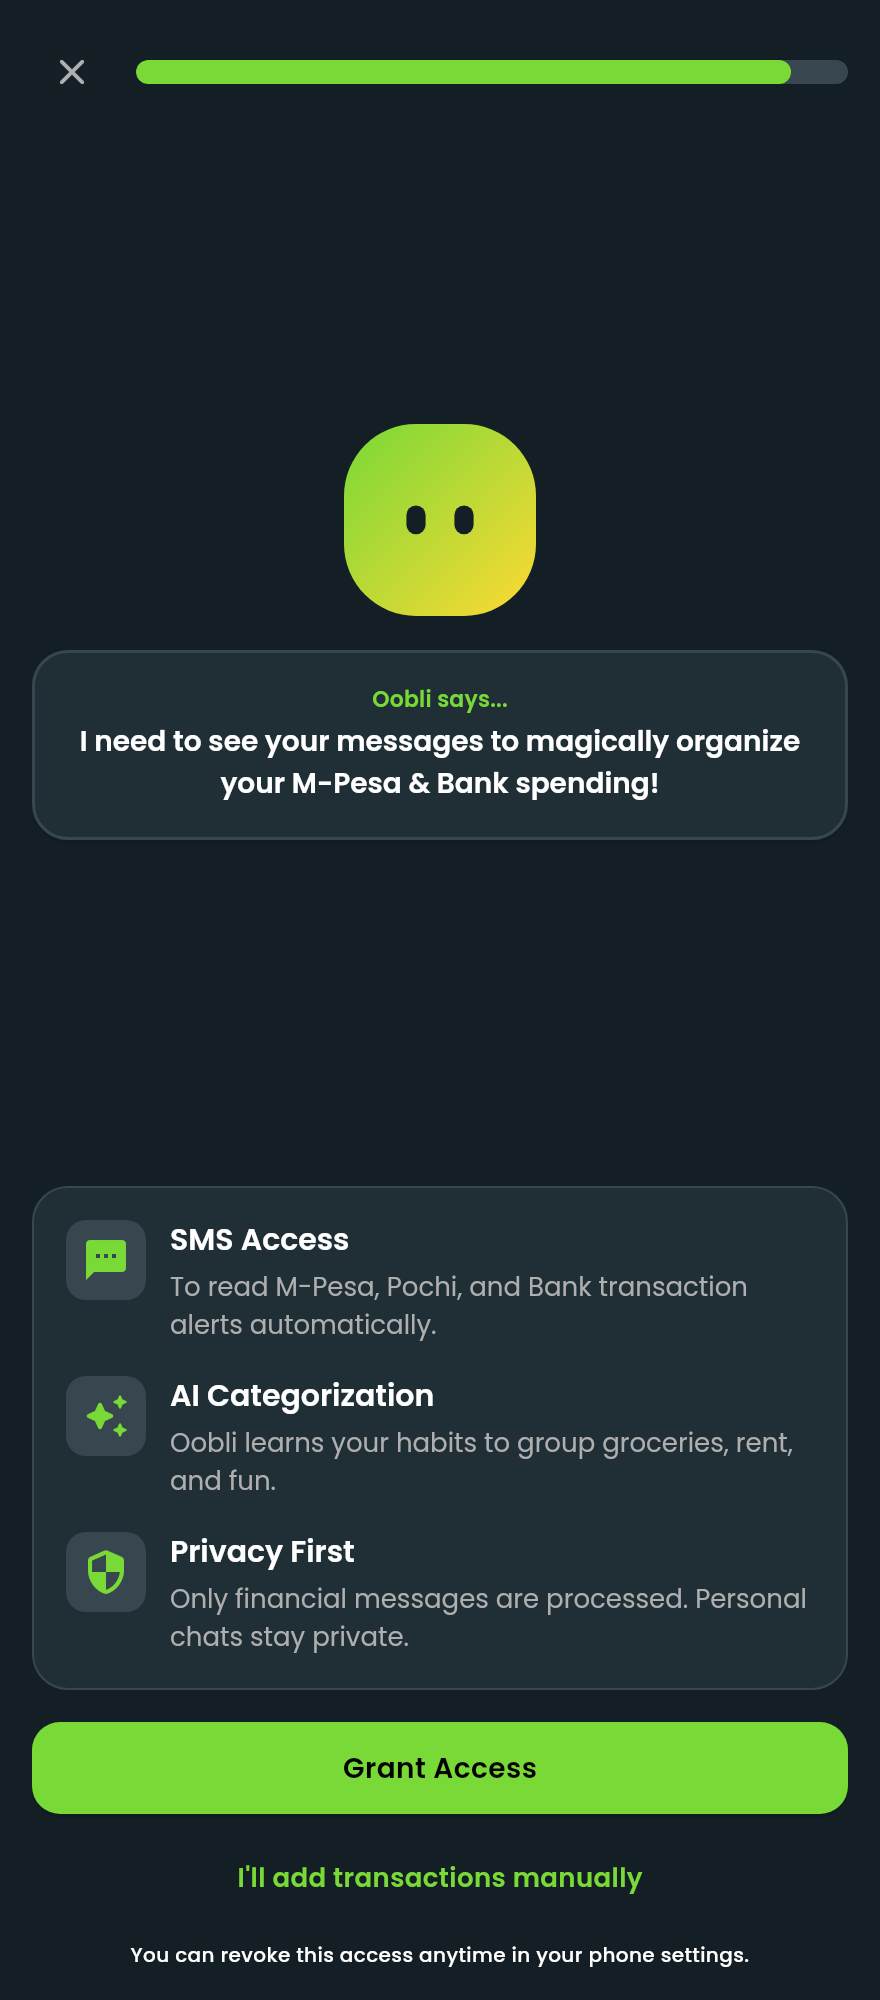 Oobli says...
I need to see your messages to magically organize
your M-Pesa & Bank spending!
SMS Access
To read M-Pesa, Pochi, and Bank transaction
alerts automatically.
AI Categorization
Oobli learns your habits to group groceries, rent,
and fun.
Privacy First
Only financial messages are processed. Personal
chats stay private.
Grant Access
I'll add transactions manually
You can revoke this access anytime in your phone settings.